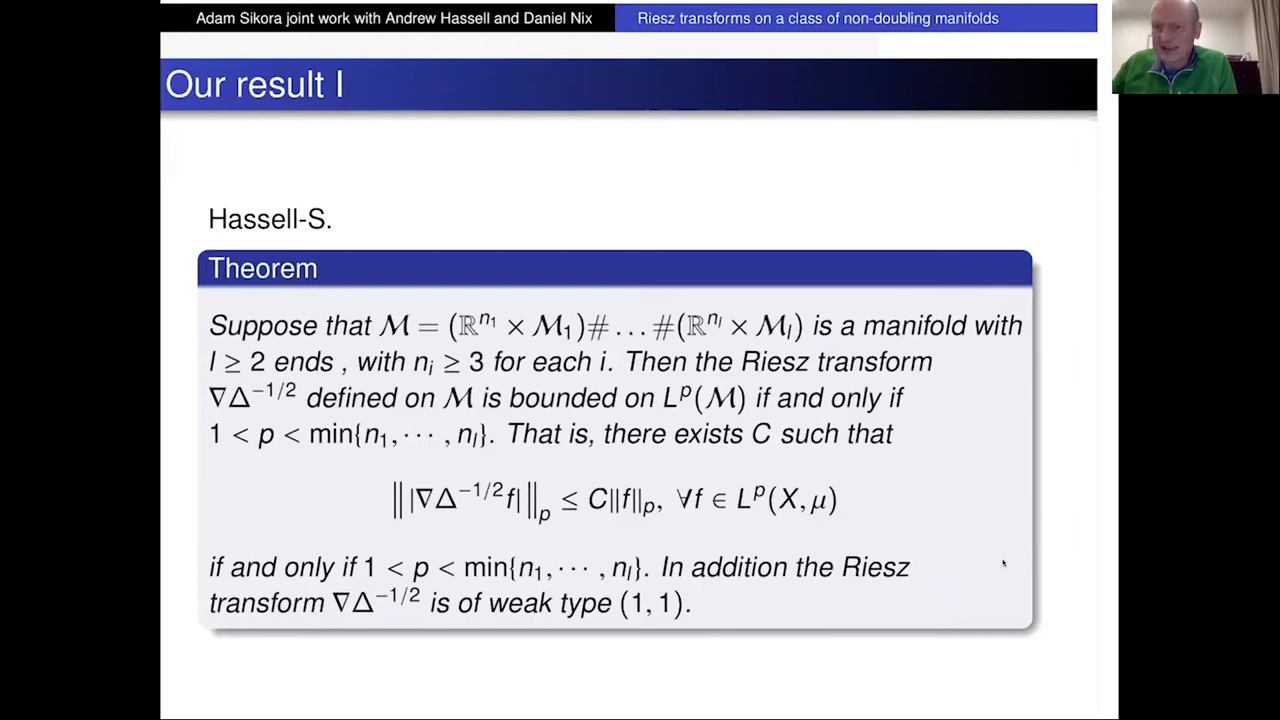 Adam Sikora joint work with Andrew Hassell and Daniel Nix
Riesz transforms on a class of non-doubling manifolds
Our result I
Hassell-S.
Theorem
Suppose that ℳ = (ℝ^{n_1} × ℳ_1)# … #(ℝ^{n_l} × ℳ_l) is a manifold with
l ≥ 2 ends , with n_i ≥ 3 for each i. Then the Riesz transform
∇Δ^{−1/2} defined on ℳ is bounded on L^p(ℳ) if and only if
1 < p < min{n_1, ⋯ , n_l}. That is, there exists C such that
‖ |∇Δ^{−1/2}f| ‖_p ≤ C‖f‖_p, ∀f ∈ L^p(X, μ)
if and only if 1 < p < min{n_1, ⋯ , n_l}. In addition the Riesz
transform ∇Δ^{−1/2} is of weak type (1, 1).